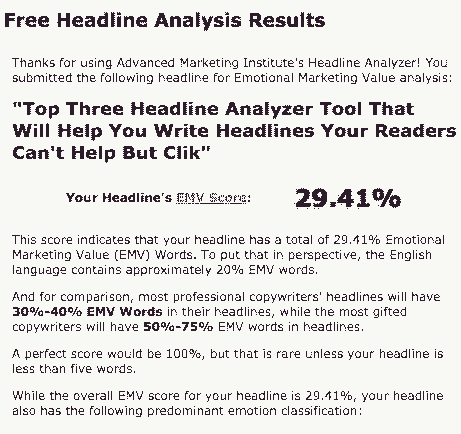 Free Headline Analysis Results
Thanks for using Advanced Marketing Institute's Headline Analyzer! You
submitted the following headline for Emotional Marketing Value analysis:
"Top Three Headline Analyzer Tool That
Will Help You Write Headlines Your Readers
Can't Help But Clik"
Your Headline's EMV Score: 29.41%
This score indicates that your headline has a total of 29.41% Emotional
Marketing Value (EMV) Words. To put that in perspective, the English
language contains approximately 20% EMV words.
And for comparison, most professional copywriters' headlines will have
30%-40% EMV Words in their headlines, while the most gifted
copywriters will have 50%-75% EMV words in headlines.
A perfect score would be 100%, but that is rare unless your headline is
less than five words.
While the overall EMV score for your headline is 29.41%, your headline
also has the following predominant emotion classification: